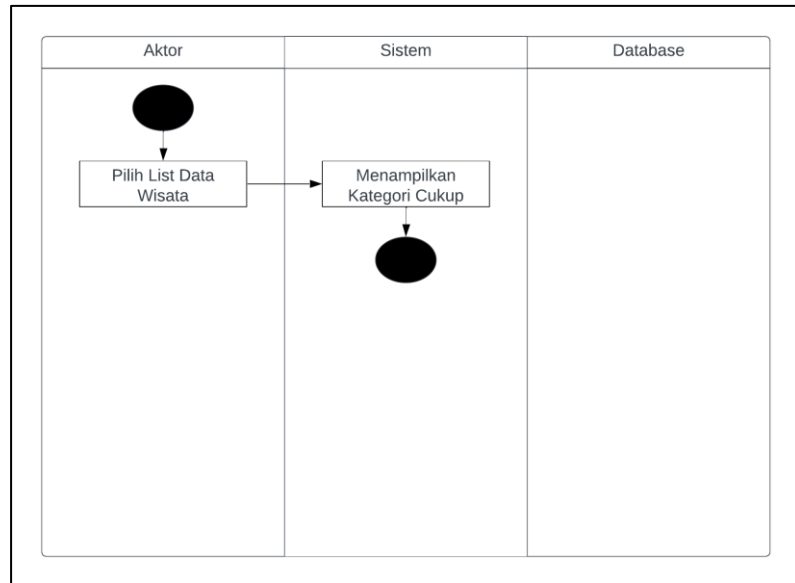 Aktor
Sistem
Database
Pilih List Data
Wisata
Menampilkan
Kategori Cukup